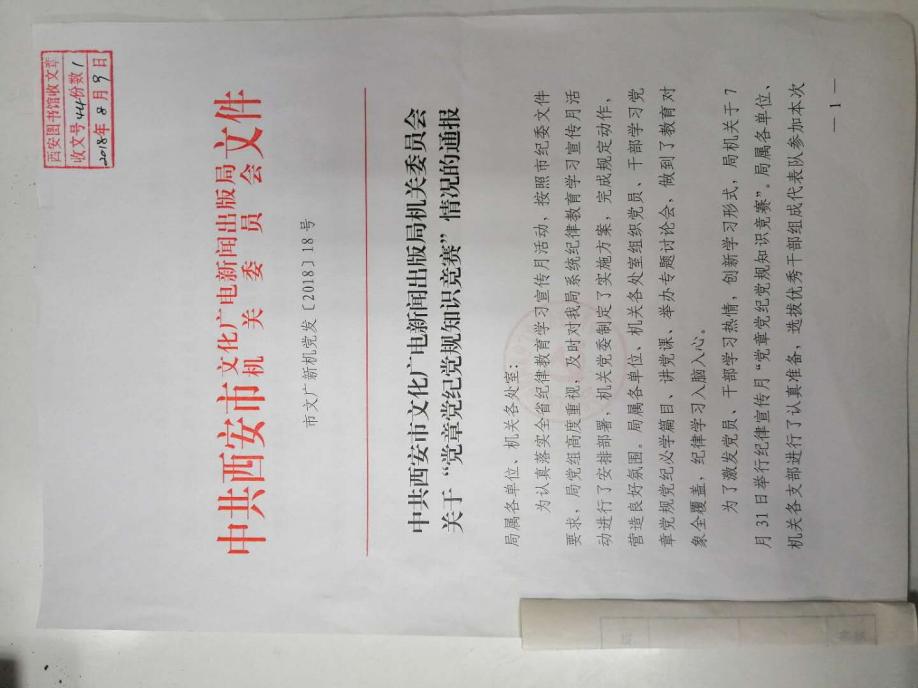 西安图书馆收文章
收文号44份数1
2018年8月9日
中共西安市文化广电新闻出版局文件
机关委员会
市文广新机党发〔2018〕18号
中共西安市文化广电新闻出版局机关委员会
关于“党章党纪党规知识竞赛”情况的通报
局属各单位、机关各处室：
为认真落实全省纪律教育学习宣传月活动，按照市纪委文件
要求，局党组高度重视，及时对我局系统纪律教育学习宣传月活
动进行了安排部署，机关党委制定了实施方案，完成规定动作，
营造良好氛围。局属各单位、机关各处室组织党员、干部学习党
章党规党纪必学篇目、讲党课、举办专题讨论会，做到了教育对
象全覆盖，纪律学习入脑入心。
为了激发党员、干部学习热情，创新学习形式，局机关于7
月31日举行纪律宣传月“党章党纪党规知识竞赛”。局属各单位、
机关各支部进行了认真准备，选拔优秀干部组成代表队参加本次
— 1 —